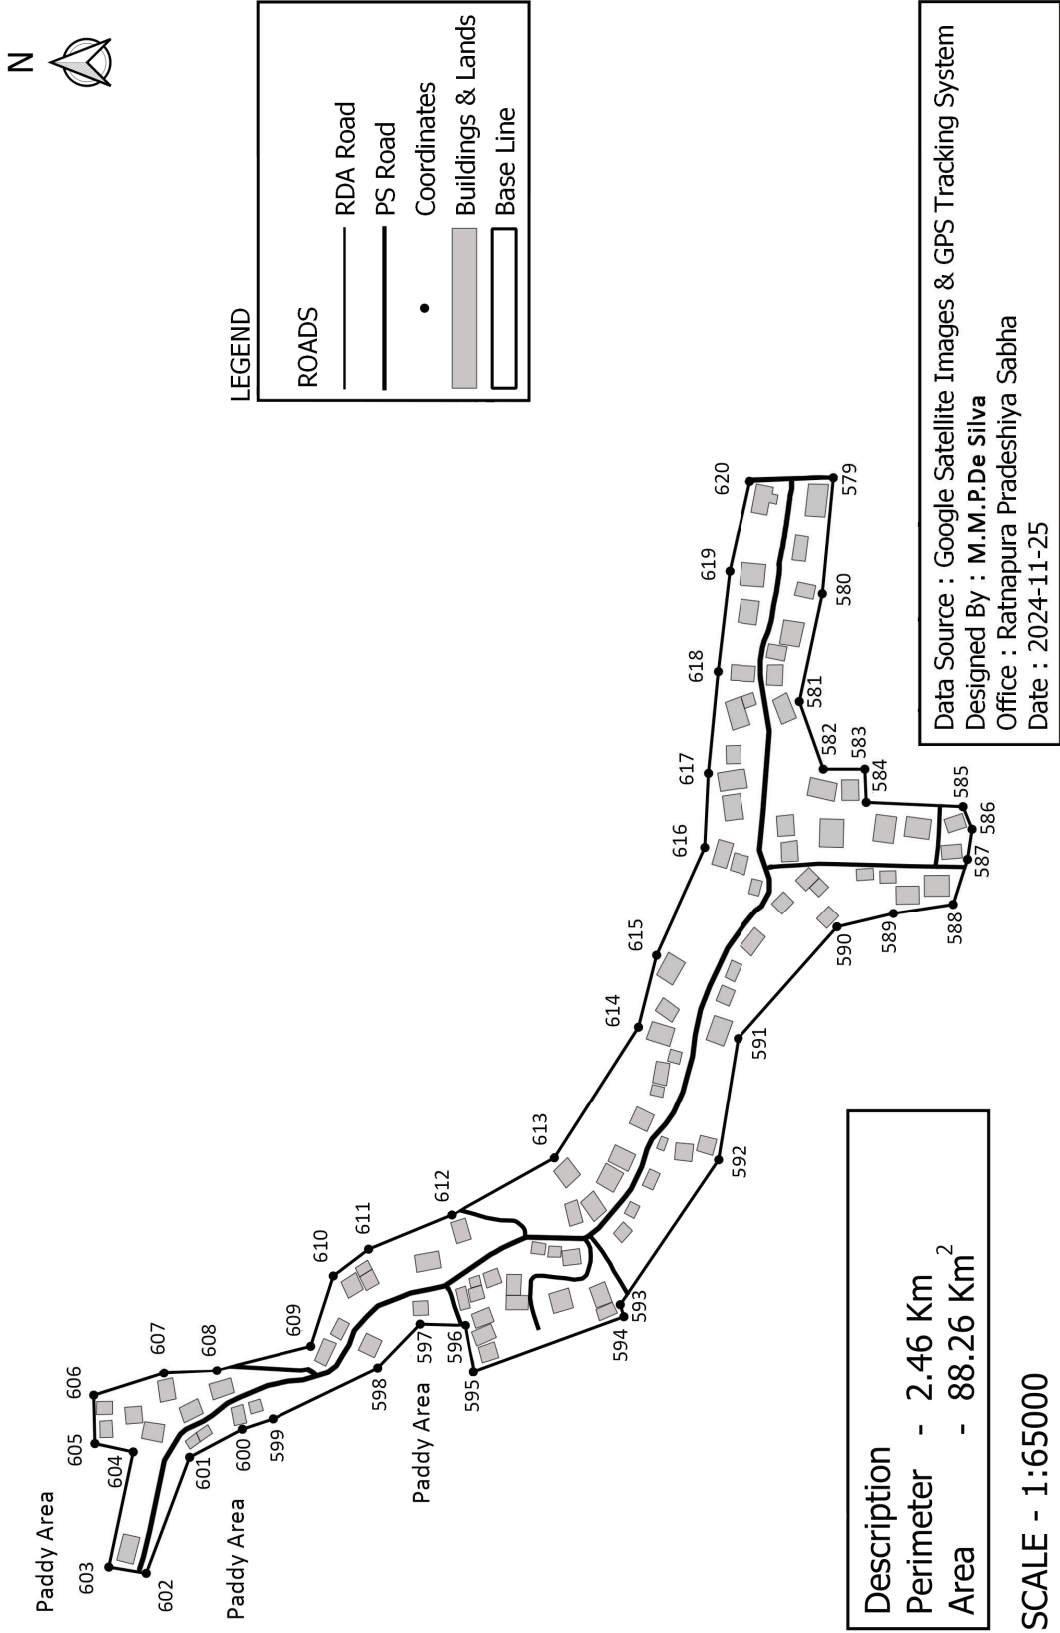 N
LEGEND
ROADS
RDA Road
PS Road
Coordinates
Buildings & Lands
Base Line
Paddy Area
603
602
605
604
606
601
Paddy Area
607
608
600
599
609
610
598
Paddy Area
597
596
595
611
612
594
593
613
592
614
591
615
590
589
588
616
587
586
585
584
583
582
617
581
618
580
619
620
579
Description
Perimeter - 2.46 Km
Area - 88.26 Km²
SCALE - 1:65000
Data Source : Google Satellite Images & GPS Tracking System
Designed By : M.M.P.De Silva
Office : Ratnapura Pradeshiya Sabha
Date : 2024-11-25